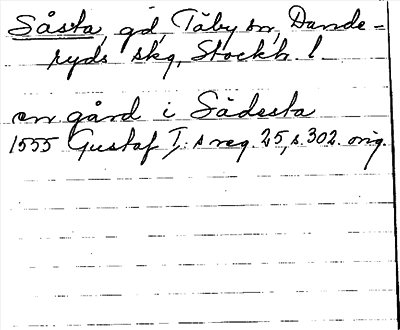 Såsta, gd, Täby sn, Dande-
ryds skg, Stockh. l.
en gård i Sådesta
1555 Gustaf I:s reg. 25, s. 302. orig.